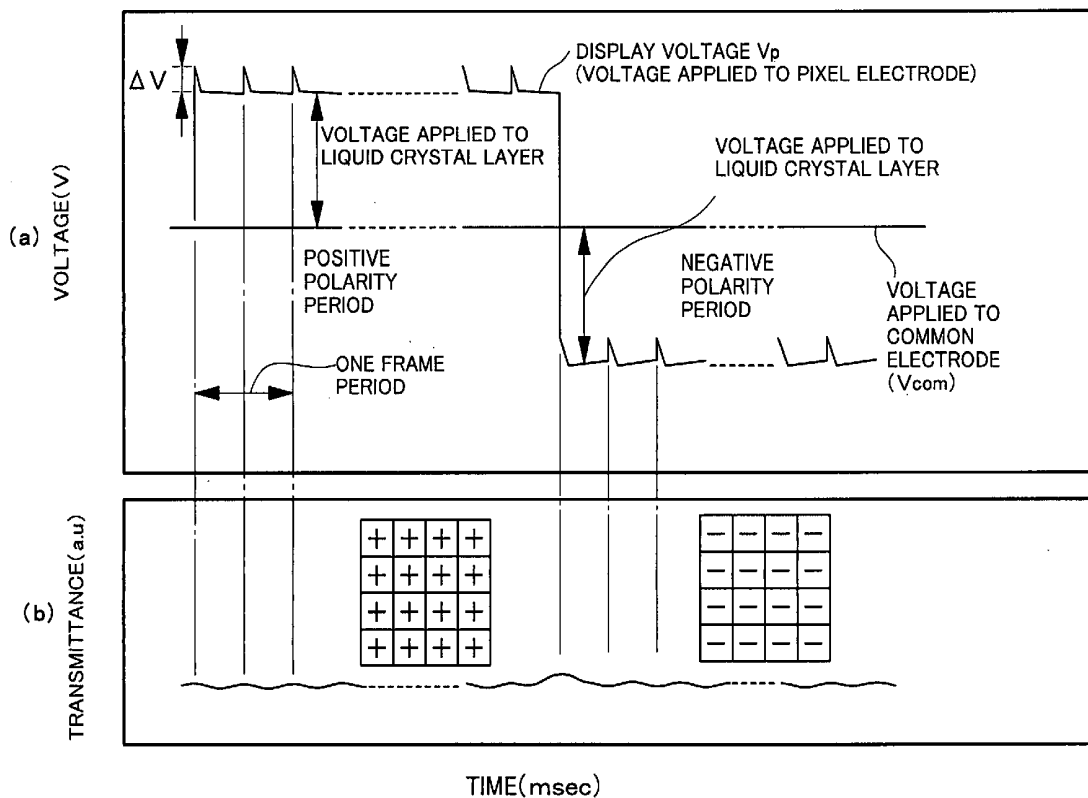 (a)
VOLTAGE(V)
ΔV
DISPLAY VOLTAGE Vp
(VOLTAGE APPLIED TO PIXEL ELECTRODE)
VOLTAGE APPLIED TO
LIQUID CRYSTAL LAYER
VOLTAGE APPLIED TO
LIQUID CRYSTAL LAYER
POSITIVE
POLARITY
PERIOD
NEGATIVE
POLARITY
PERIOD
VOLTAGE
APPLIED TO
COMMON
ELECTRODE
(Vcom)
ONE FRAME
PERIOD
(b)
TRANSMITTANCE(a.u)
+ + + +
+ + + +
+ + + +
+ + + +
− − − −
− − − −
− − − −
− − − −
TIME(msec)